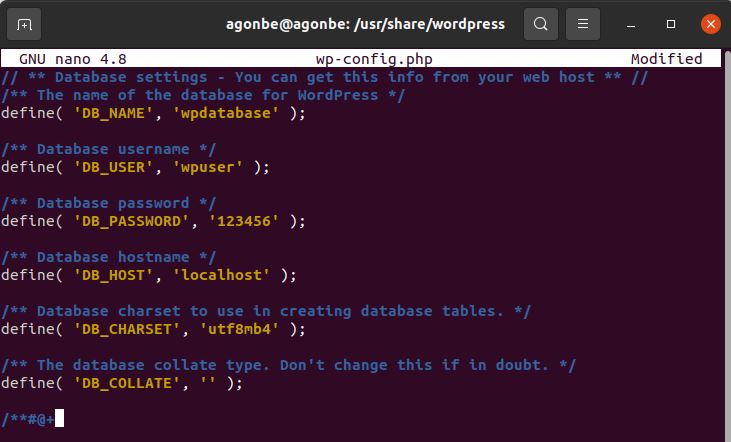 agonbe@agonbe: /usr/share/wordpress
GNU nano 4.8 wp-config.php Modified
// ** Database settings - You can get this info from your web host ** //
/** The name of the database for WordPress */
define( 'DB_NAME', 'wpdatabase' );
/** Database username */
define( 'DB_USER', 'wpuser' );
/** Database password */
define( 'DB_PASSWORD', '123456' );
/** Database hostname */
define( 'DB_HOST', 'localhost' );
/** Database charset to use in creating database tables. */
define( 'DB_CHARSET', 'utf8mb4' );
/** The database collate type. Don't change this if in doubt. */
define( 'DB_COLLATE', '' );
/**#@+